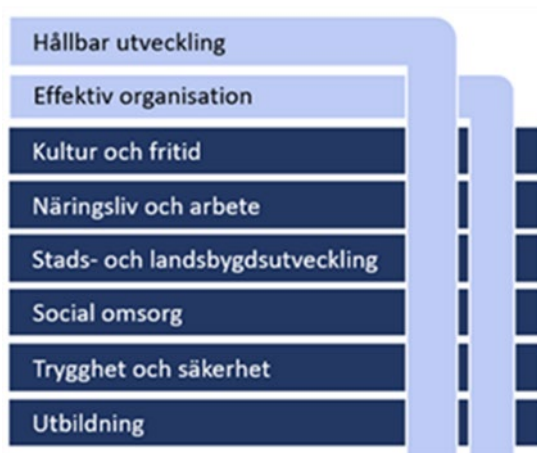 Hållbar utveckling
Effektiv organisation
Kultur och fritid
Näringsliv och arbete
Stads- och landsbygdsutveckling
Social omsorg
Trygghet och säkerhet
Utbildning